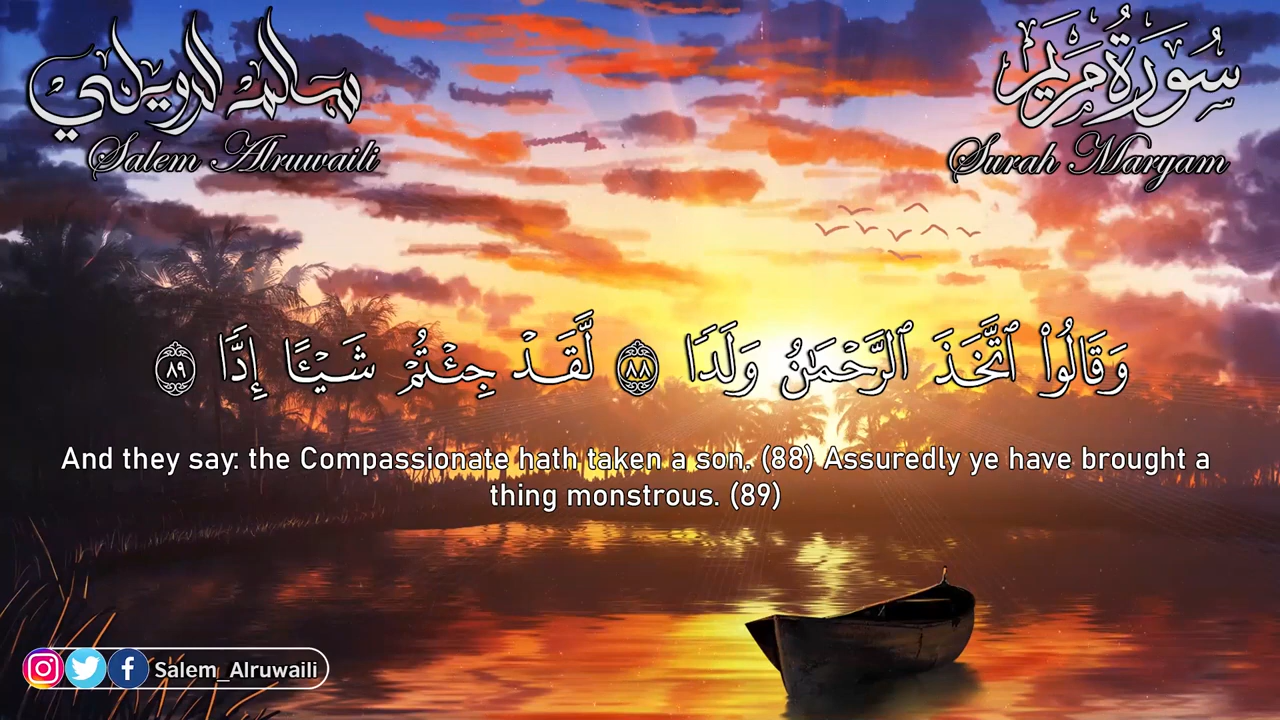 سالم الرويلي
Salem Alruwaili
سُورَةُ مَرْيَم
Surah Maryam
وَقَالُوا۟ ٱتَّخَذَ ٱلرَّحْمَـٰنُ وَلَدًا ٨٨ لَّقَدْ جِئْتُمْ شَيْـًٔا إِدًّا ٨٩
And they say: the Compassionate hath taken a son. (88) Assuredly ye have brought a
thing monstrous. (89)
Salem_Alruwaili